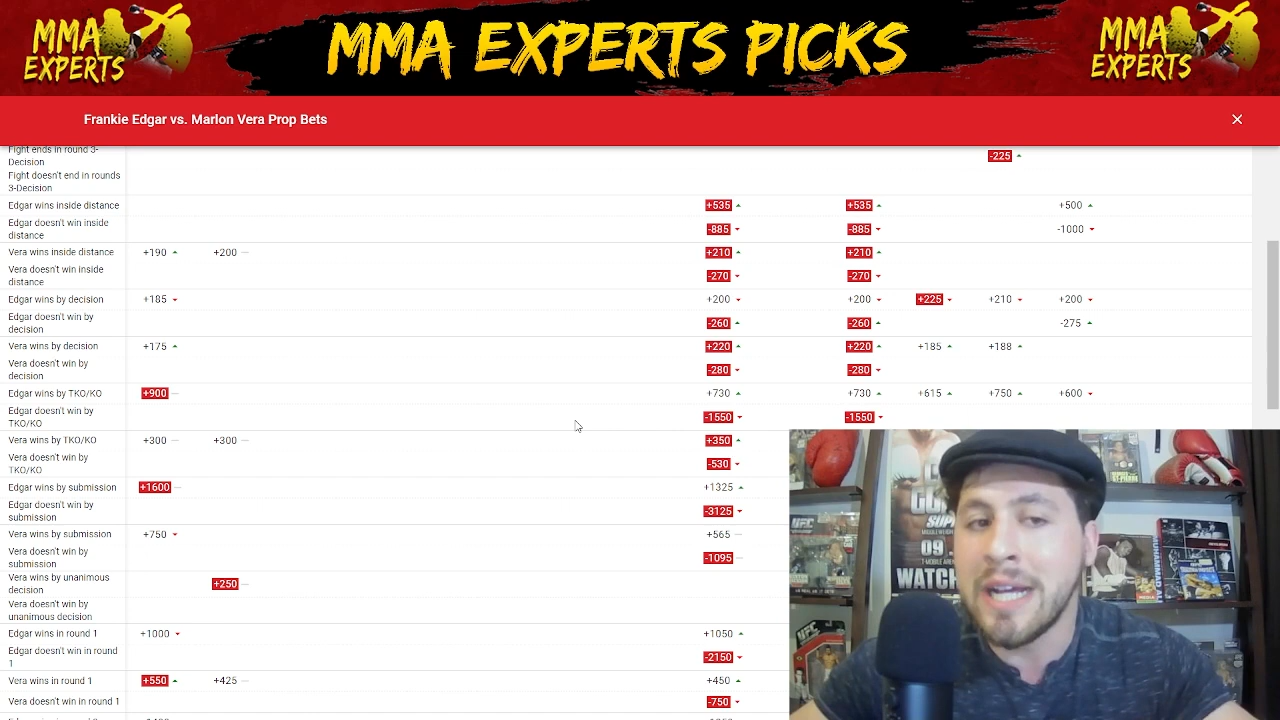 MMA
EXPERTS
MMA EXPERTS PICKS
MMA
EXPERTS
Frankie Edgar vs. Marlon Vera Prop Bets
Fight ends in round 3-
Decision
-225
Fight doesn't end in rounds
3-Decision
Edgar wins inside distance
+535 +535 +500
Edgar doesn't win inside
distance
-885 -885 -1000
Vera wins inside distance
+190 +200 +210 +210
Vera doesn't win inside
distance
-270 -270
Edgar wins by decision
+185 +200 +200 +225 +210 +200
Edgar doesn't win by
decision
-260 -260 -275
Vera wins by decision
+175 +220 +220 +185 +188
Vera doesn't win by
decision
-280 -280
Edgar wins by TKO/KO
+900 +730 +730 +615 +750 +600
Edgar doesn't win by
TKO/KO
-1550 -1550
Vera wins by TKO/KO
+300 +300 +350
Vera doesn't win by
TKO/KO
-530
Edgar wins by submission
+1600 +1325
Edgar doesn't win by
submission
-3125
Vera wins by submission
+750 +565
Vera doesn't win by
submission
-1095
Vera wins by unanimous
decision
+250
Vera doesn't win by
unanimous decision
Edgar wins in round 1
+1000 +1050
Edgar doesn't win in round
1
-2150
Vera wins in round 1
+550 +425 +450
Vera doesn't win in round 1
-750
SUP
09
WATCH
UFC
UFC